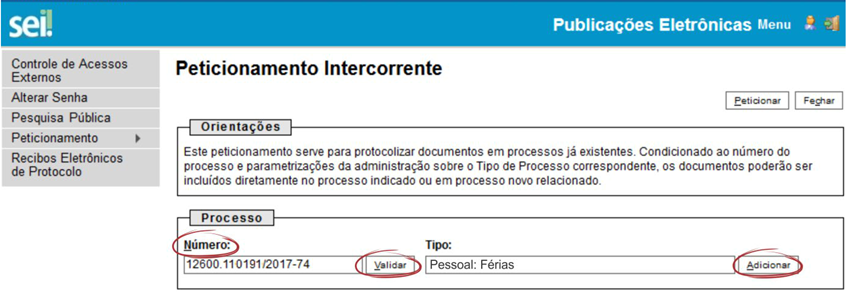 sei!
Publicações Eletrônicas Menu
Controle de Acessos
Externos
Alterar Senha
Pesquisa Pública
Peticionamento
Recibos Eletrônicos
de Protocolo
Peticionamento Intercorrente
Peticionar Fechar
Orientações
Este peticionamento serve para protocolizar documentos em processos já existentes. Condicionado ao número do
processo e parametrizações da administração sobre o Tipo de Processo correspondente, os documentos poderão ser
incluídos diretamente no processo indicado ou em processo novo relacionado.
Processo
Número: Tipo:
12600.110191/2017-74 Validar Pessoal: Férias Adicionar